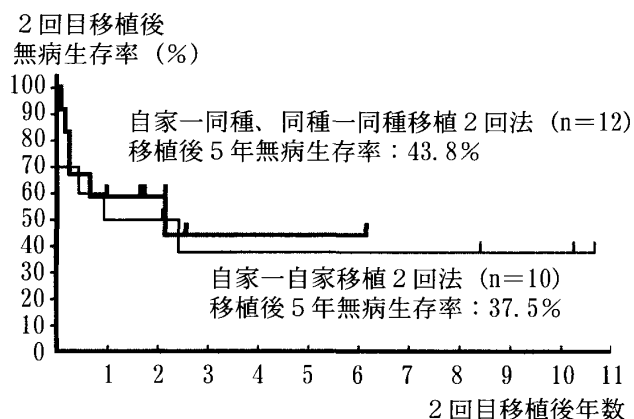 2回目移植後
無病生存率 (%)
100
90
80
70
60
50
40
30
20
10
0
自家ー同種、同種ー同種移植2回法 (n=12)
移植後5年無病生存率:43.8%
自家ー自家移植2回法 (n=10)
移植後5年無病生存率:37.5%
1 2 3 4 5 6 7 8 9 10 11
2回目移植後年数